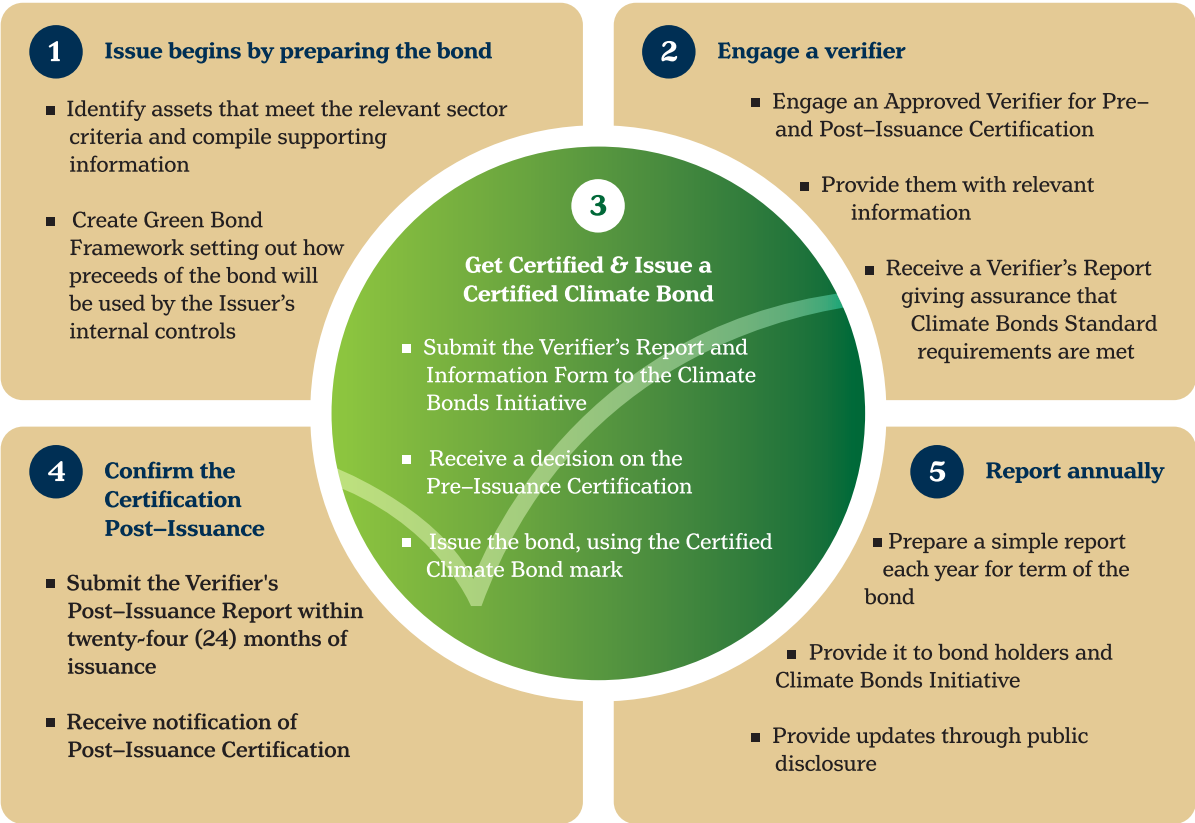 1 Issue begins by preparing the bond
▪ Identify assets that meet the relevant sector
criteria and compile supporting
information
▪ Create Green Bond
Framework setting out how
preceeds of the bond will
be used by the Issuer’s
internal controls
2 Engage a verifier
▪ Engage an Approved Verifier for Pre–
and Post–Issuance Certification
▪ Provide them with relevant
information
▪ Receive a Verifier’s Report
giving assurance that
Climate Bonds Standard
requirements are met
3
Get Certified & Issue a
Certified Climate Bond
▪ Submit the Verifier’s Report and
Information Form to the Climate
Bonds Initiative
▪ Receive a decision on the
Pre–Issuance Certification
▪ Issue the bond, using the Certified
Climate Bond mark
4 Confirm the
Certification
Post–Issuance
▪ Submit the Verifier's
Post–Issuance Report within
twenty-four (24) months of
issuance
▪ Receive notification of
Post–Issuance Certification
5 Report annually
▪ Prepare a simple report
each year for term of the
bond
▪ Provide it to bond holders and
Climate Bonds Initiative
▪ Provide updates through public
disclosure